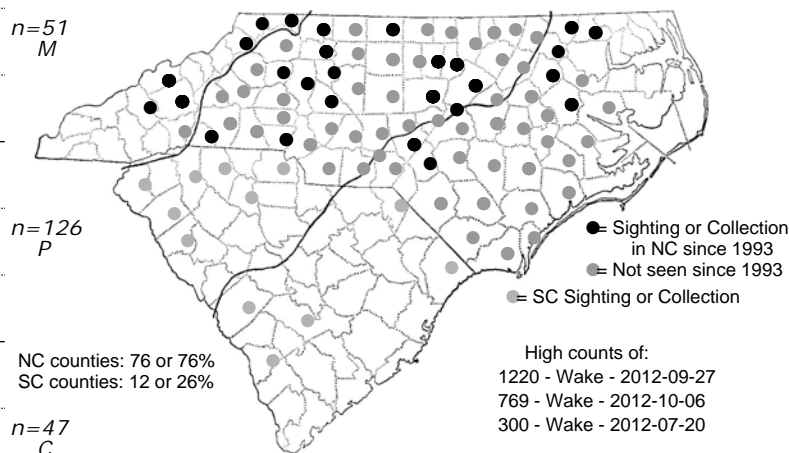 n=51
M
n=126
P
n=47
C
= Sighting or Collection
in NC since 1993
= Not seen since 1993
= SC Sighting or Collection
NC counties: 76 or 76%
SC counties: 12 or 26%
High counts of:
1220 - Wake - 2012-09-27
769 - Wake - 2012-10-06
300 - Wake - 2012-07-20